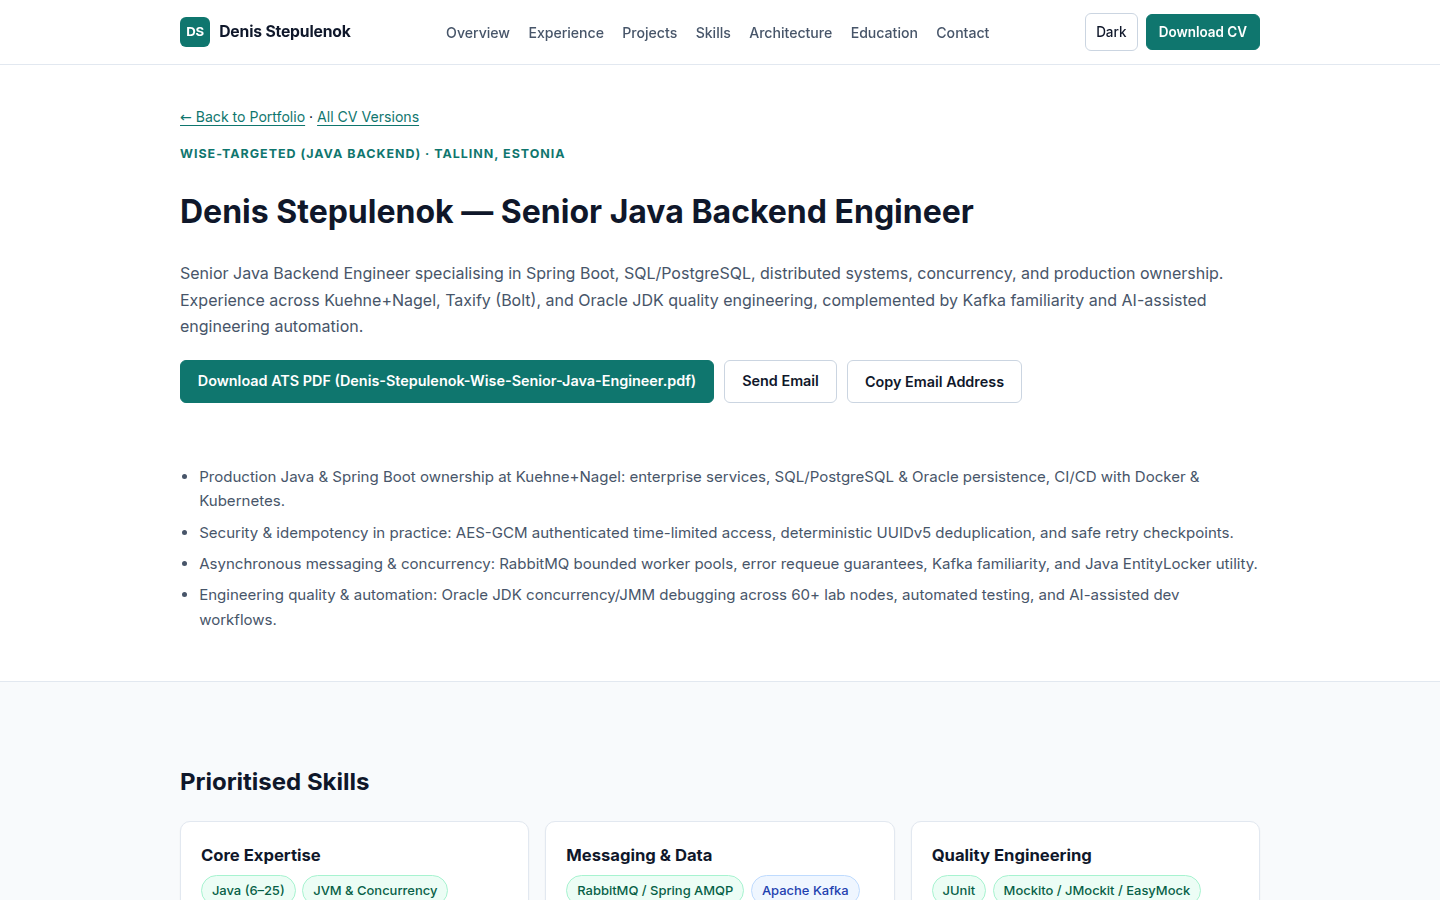 DS Denis Stepulenok Overview Experience Projects Skills Architecture Education Contact Dark Download CV
← Back to Portfolio · All CV Versions
WISE-TARGETED (JAVA BACKEND) · TALLINN, ESTONIA
Denis Stepulenok — Senior Java Backend Engineer
Senior Java Backend Engineer specialising in Spring Boot, SQL/PostgreSQL, distributed systems, concurrency, and production ownership.
Experience across Kuehne+Nagel, Taxify (Bolt), and Oracle JDK quality engineering, complemented by Kafka familiarity and AI-assisted
engineering automation.
Download ATS PDF (Denis-Stepulenok-Wise-Senior-Java-Engineer.pdf) Send Email Copy Email Address
• Production Java & Spring Boot ownership at Kuehne+Nagel: enterprise services, SQL/PostgreSQL & Oracle persistence, CI/CD with Docker &
Kubernetes.
• Security & idempotency in practice: AES-GCM authenticated time-limited access, deterministic UUIDv5 deduplication, and safe retry checkpoints.
• Asynchronous messaging & concurrency: RabbitMQ bounded worker pools, error requeue guarantees, Kafka familiarity, and Java EntityLocker utility.
• Engineering quality & automation: Oracle JDK concurrency/JMM debugging across 60+ lab nodes, automated testing, and AI-assisted dev
workflows.
Prioritised Skills
Core Expertise
Java (6–25) JVM & Concurrency
Messaging & Data
RabbitMQ / Spring AMQP Apache Kafka
Quality Engineering
JUnit Mockito / JMockit / EasyMock